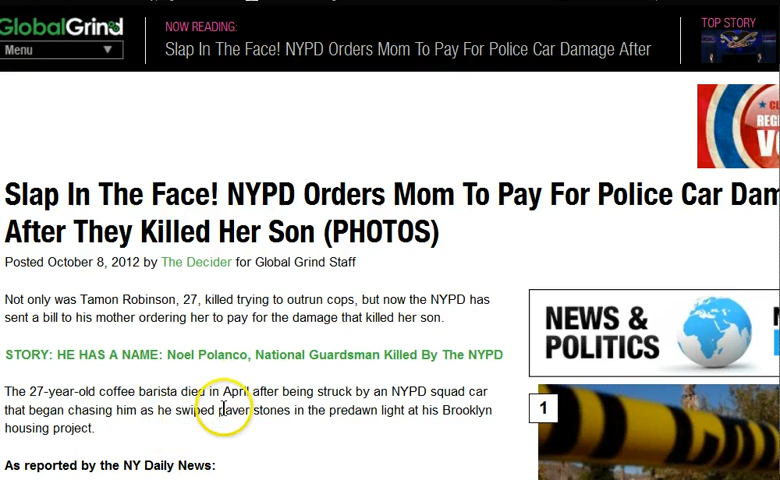 GlobalGrind
Menu
NOW READING:
Slap In The Face! NYPD Orders Mom To Pay For Police Car Damage After
TOP STORY
Slap In The Face! NYPD Orders Mom To Pay For Police Car Dam
After They Killed Her Son (PHOTOS)
Posted October 8, 2012 by The Decider for Global Grind Staff
Not only was Tamon Robinson, 27, killed trying to outrun cops, but now the NYPD has
sent a bill to his mother ordering her to pay for the damage that killed her son.
STORY: HE HAS A NAME: Noel Polanco, National Guardsman Killed By The NYPD
The 27-year-old coffee barista died in April after being struck by an NYPD squad car
that began chasing him as he swiped paver stones in the predawn light at his Brooklyn
housing project.
As reported by the NY Daily News:
NEWS &
POLITICS
1